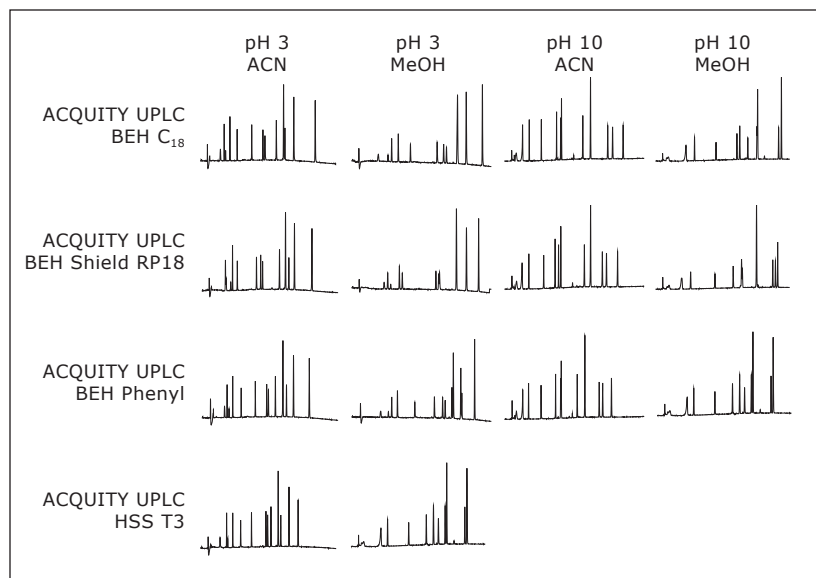 pH 3 pH 3 pH 10 pH 10
ACN MeOH ACN MeOH
ACQUITY UPLC
BEH C₁₈
ACQUITY UPLC
BEH Shield RP18
ACQUITY UPLC
BEH Phenyl
ACQUITY UPLC
HSS T3